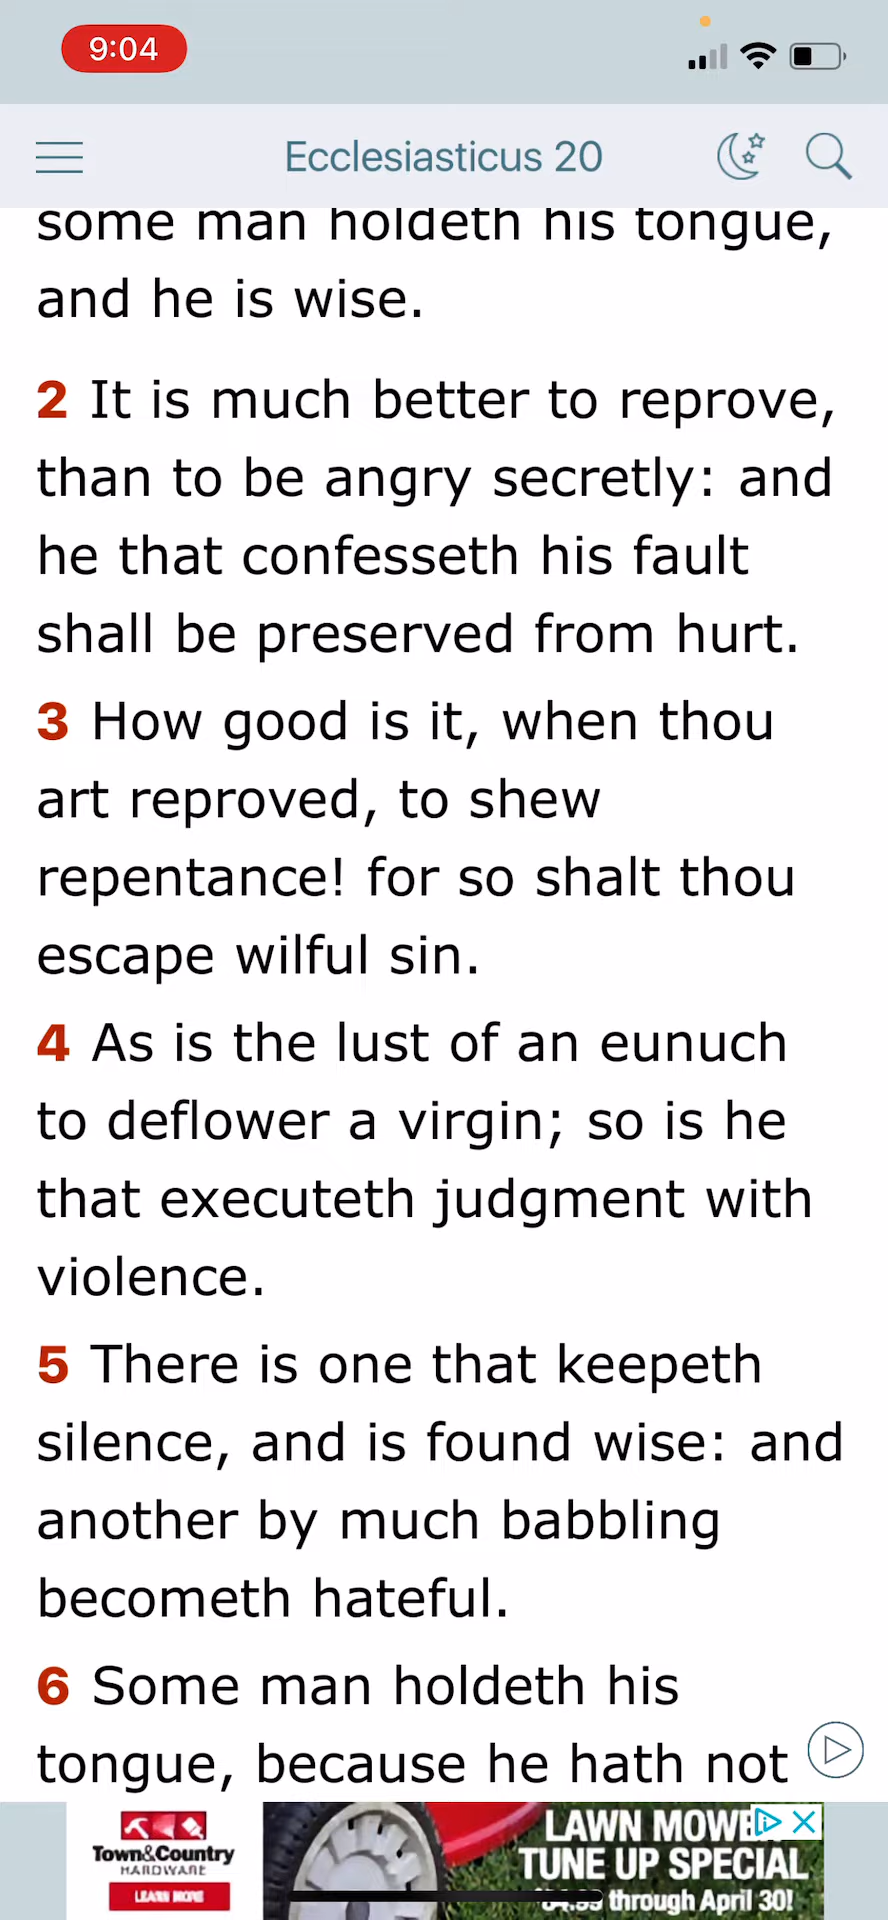 9:04
Ecclesiasticus 20
some man holdeth his tongue,
and he is wise.
2 It is much better to reprove,
than to be angry secretly: and
he that confesseth his fault
shall be preserved from hurt.
3 How good is it, when thou
art reproved, to shew
repentance! for so shalt thou
escape wilful sin.
4 As is the lust of an eunuch
to deflower a virgin; so is he
that executeth judgment with
violence.
5 There is one that keepeth
silence, and is found wise: and
another by much babbling
becometh hateful.
6 Some man holdeth his
tongue, because he hath not
Town&Country
HARDWARE
LEARN MORE
LAWN MOWE
TUNE UP SPECIAL
through April 30!